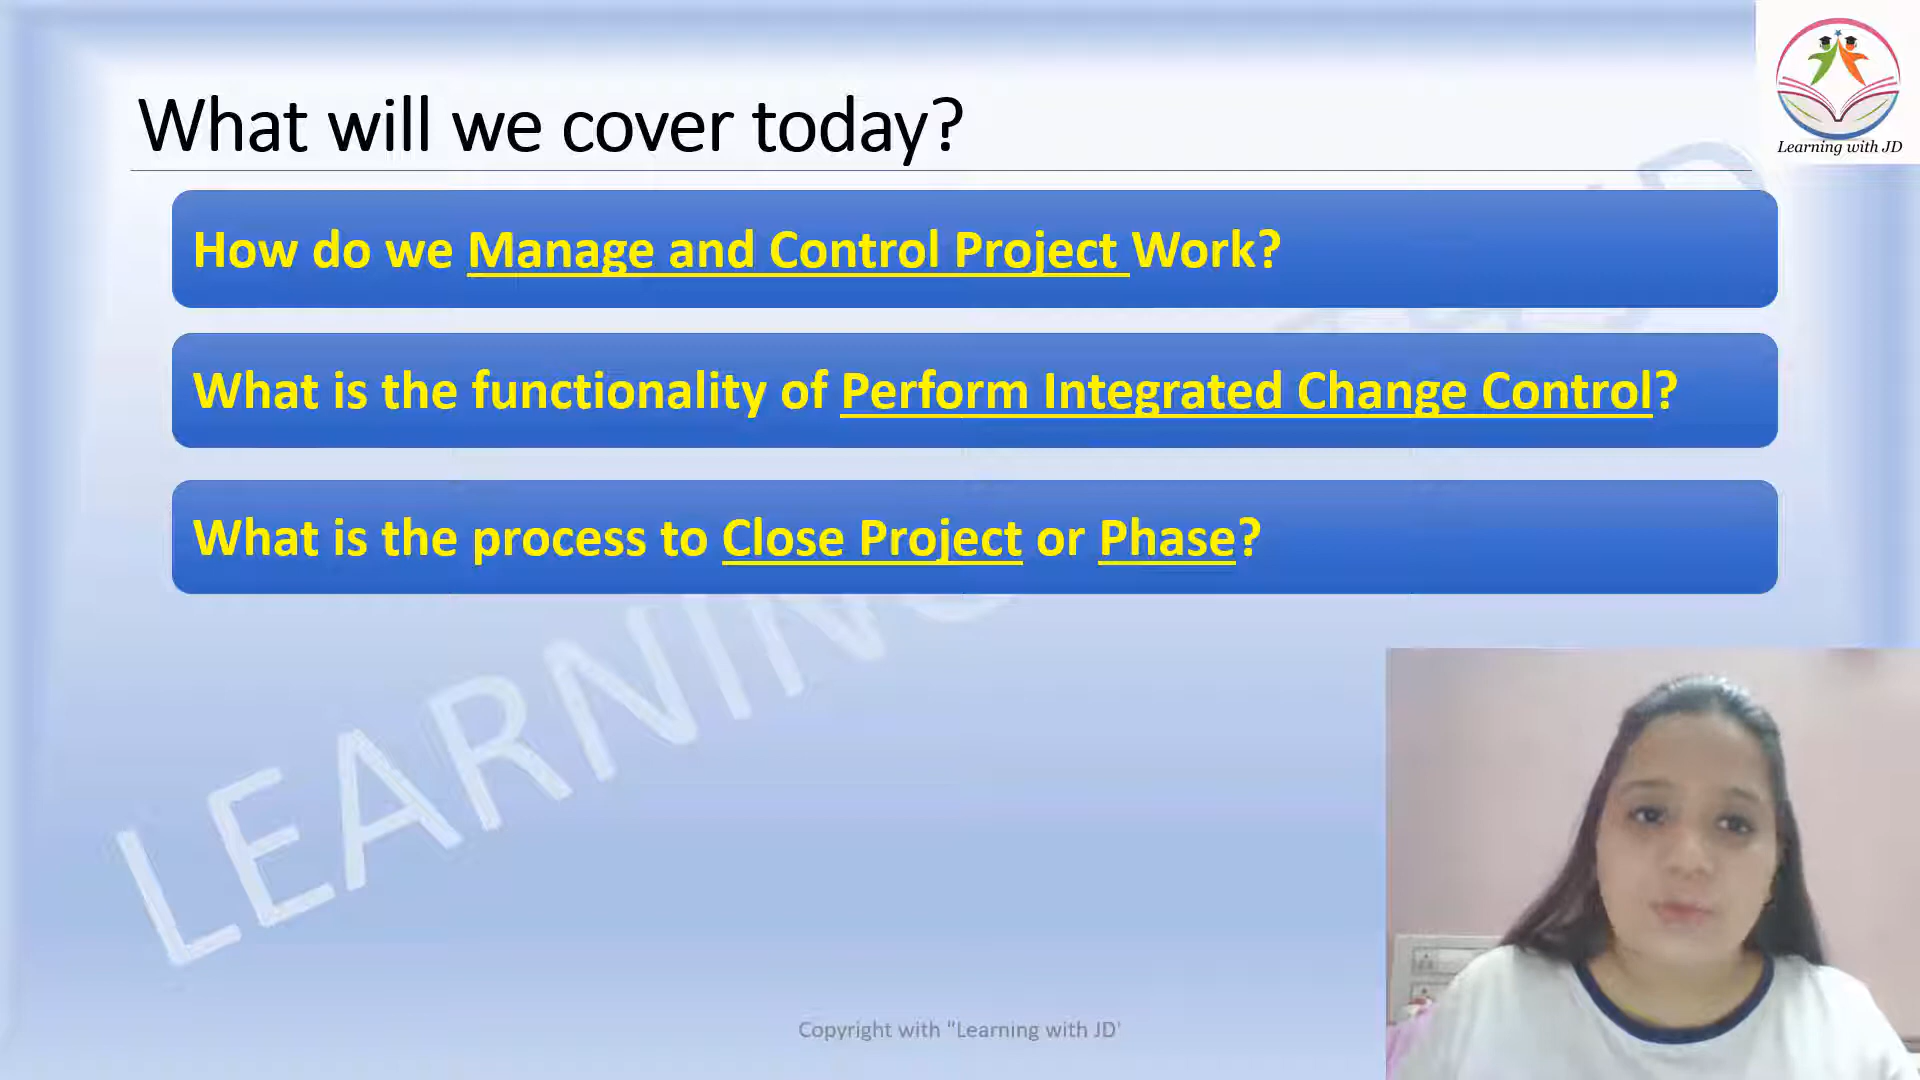 What will we cover today?
Learning with JD
How do we Manage and Control Project Work?
What is the functionality of Perform Integrated Change Control?
What is the process to Close Project or Phase?
LEARNING
Copyright with "Learning with JD'